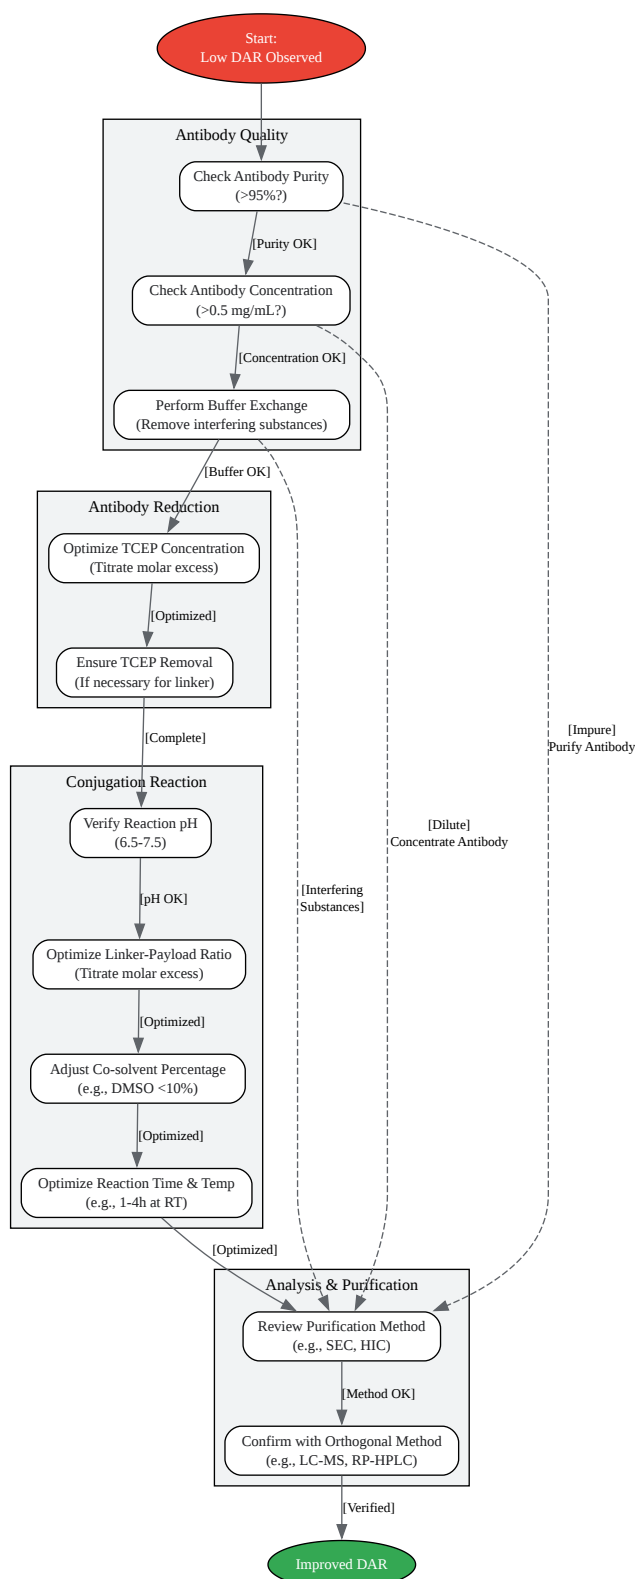 Start:
Low DAR Observed
Antibody Quality
Check Antibody Purity
(>95%?)
[Purity OK]
Check Antibody Concentration
(>0.5 mg/mL?)
[Concentration OK]
Perform Buffer Exchange
(Remove interfering substances)
[Buffer OK]
Antibody Reduction
Optimize TCEP Concentration
(Titrate molar excess)
[Optimized]
Ensure TCEP Removal
(If necessary for linker)
[Complete]
[Impure]
Purify Antibody
Conjugation Reaction
Verify Reaction pH
(6.5-7.5)
[Dilute]
Concentrate Antibody
[pH OK]
[Interfering
Substances]
Optimize Linker-Payload Ratio
(Titrate molar excess)
[Optimized]
Adjust Co-solvent Percentage
(e.g., DMSO <10%)
[Optimized]
Optimize Reaction Time & Temp
(e.g., 1-4h at RT)
[Optimized]
Analysis & Purification
Review Purification Method
(e.g., SEC, HIC)
[Method OK]
Confirm with Orthogonal Method
(e.g., LC-MS, RP-HPLC)
[Verified]
Improved DAR